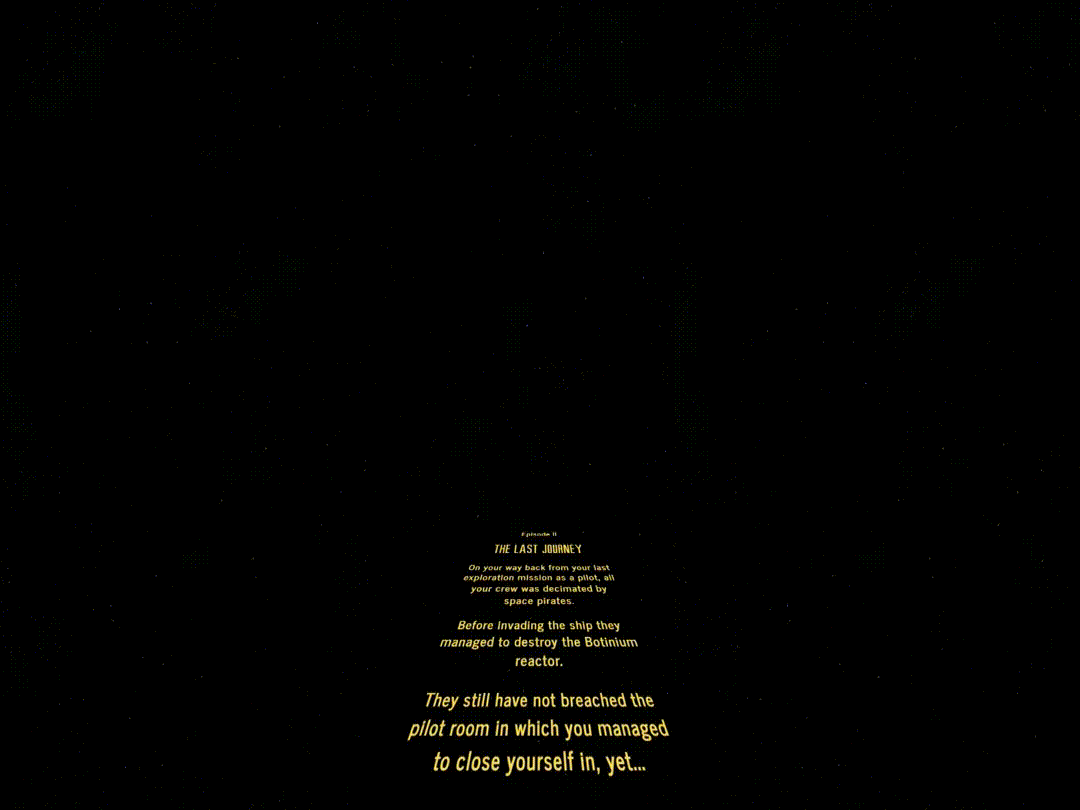 Episode II
THE LAST JOURNEY
On your way back from your last
exploration mission as a pilot, all
your crew was decimated by
space pirates.
Before invading the ship they
managed to destroy the Botinium
reactor.
They still have not breached the
pilot room in which you managed
to close yourself in, yet...